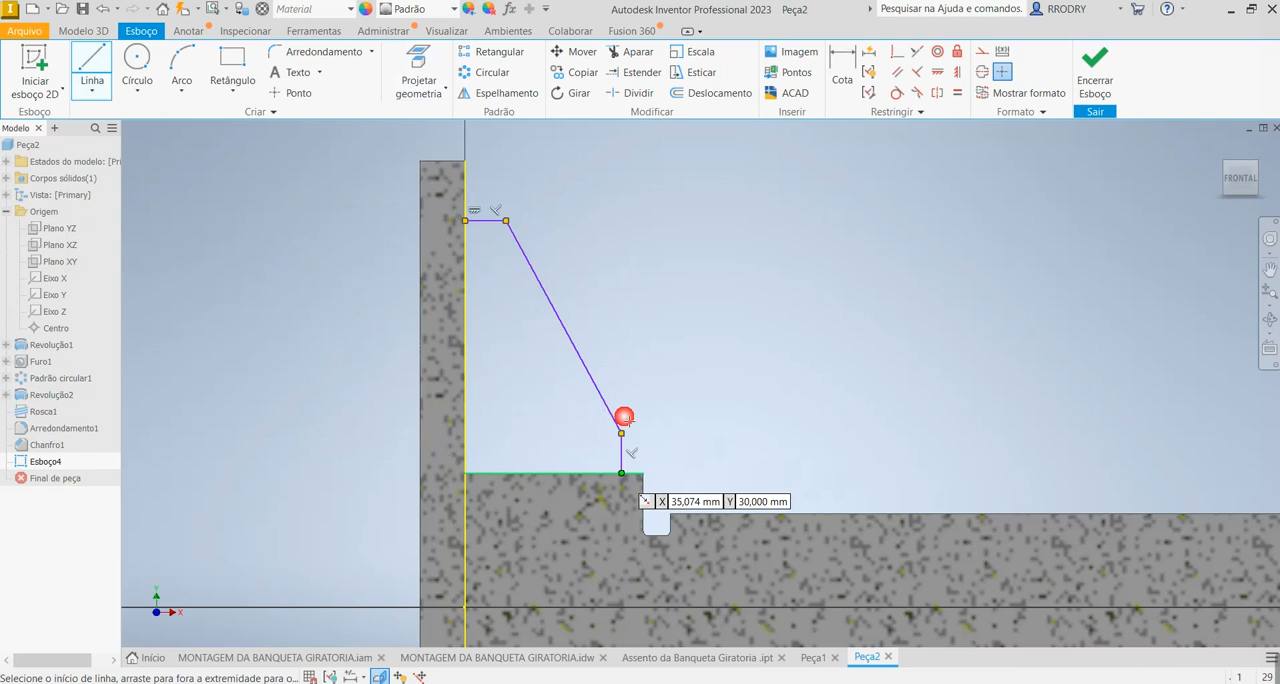 Material
Padrão
Autodesk Inventor Professional 2023 Peça2
Pesquisar na Ajuda e comandos.
RRODRY
Arquivo Modelo 3D Esboço Anotar Inspecionar Ferramentas Administrar Visualizar Ambientes Colaborar Fusion 360
Iniciar
esboço 2D
Linha
Círculo
Arco
Retângulo
Arredondamento
Texto
Ponto
Projetar
geometria
Retangular
Circular
Espelhamento
Mover
Copiar
Girar
Aparar
Estender
Dividir
Escala
Esticar
Deslocamento
Imagem
Pontos
ACAD
Cota
Mostrar formato
Encerrar
Esboço
Esboço Criar Padrão Modificar Inserir Restringir Formato Sair
Modelo
Peça2
Estados do modelo: [Pri
Corpos sólidos(1)
Vista: [Primary]
Origem
Plano YZ
Plano XZ
Plano XY
Eixo X
Eixo Y
Eixo Z
Centro
Revolução1
Furo1
Padrão circular1
Revolução2
Rosca1
Arredondamento1
Chanfro1
Esboço4
Final de peça
FRONTAL
X 35,074 mm Y 30,000 mm
Y
X
Início MONTAGEM DA BANQUETA GIRATORIA.iam MONTAGEM DA BANQUETA GIRATORIA.idw Assento da Banqueta Giratoria .ipt Peça1 Peça2
Selecione o início de linha, arraste para fora a extremidade para o...
1 29